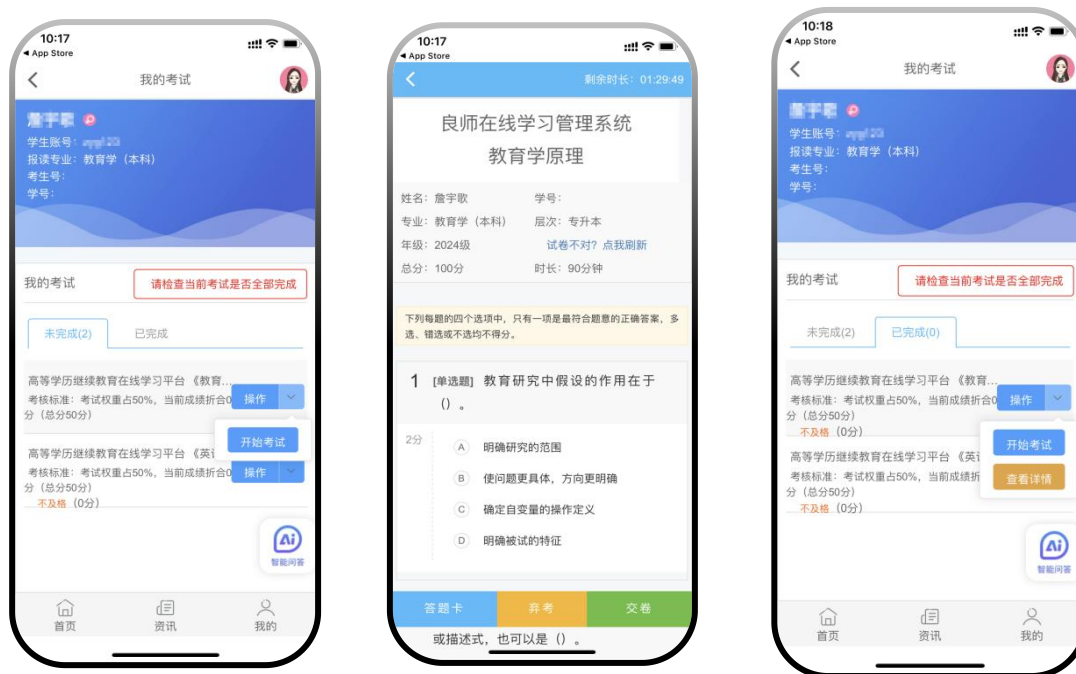 10:17
App Store
我的考试
学生账号：
报读专业：教育学（本科）
考生号：
学号：
我的考试
请检查当前考试是否全部完成
未完成(2)
已完成
高等学历继续教育在线学习平台 《教育...
考核标准：考试权重占50%，当前成绩折合0
分（总分50分）
操作
开始考试
高等学历继续教育在线学习平台 《英
考核标准：考试权重占50%，当前成绩折合0
分（总分50分）
操作
不及格（0分）
Ai
智能问答
首页
资讯
我的
10:17
App Store
剩余时长：01:29:49
良师在线学习管理系统
教育学原理
姓名：詹宇歌
学号：
专业：教育学（本科）
层次：专升本
年级：2024级
试卷不对？点我刷新
总分：100分
时长：90分钟
下列每题的四个选项中，只有一项是最符合题意的正确答案，多
选、错选或不选均不得分。
1 [单选题] 教育研究中假设的作用在于
（）。
2分
A 明确研究的范围
B 使问题更具体，方向更明确
C 确定自变量的操作定义
D 明确被试的特征
答题卡
弃考
交卷
或描述式，也可以是（）。
10:18
App Store
我的考试
学生账号：
报读专业：教育学（本科）
考生号：
学号：
我的考试
请检查当前考试是否全部完成
未完成(2)
已完成(0)
高等学历继续教育在线学习平台 《教育...
考核标准：考试权重占50%，当前成绩折合0
分（总分50分）
操作
不及格（0分）
开始考试
查看详情
高等学历继续教育在线学习平台 《英
考核标准：考试权重占50%，当前成绩折
分（总分50分）
不及格（0分）
Ai
智能问答
首页
资讯
我的